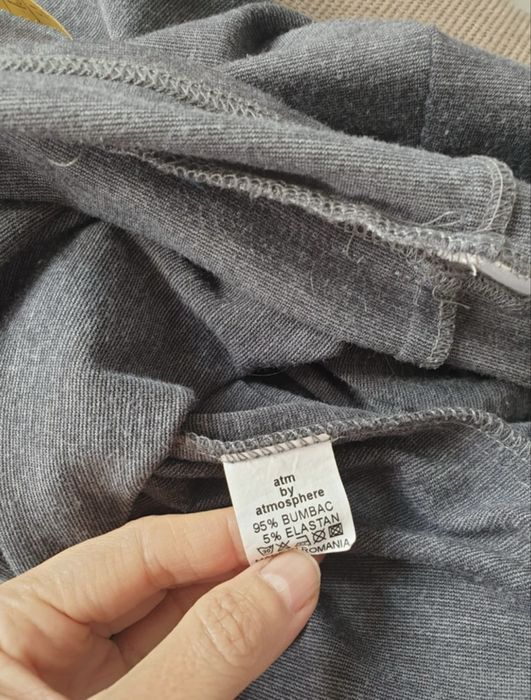 atm
by
atmosphere
95% BUMBAC
5% ELASTAN
ROMANIA